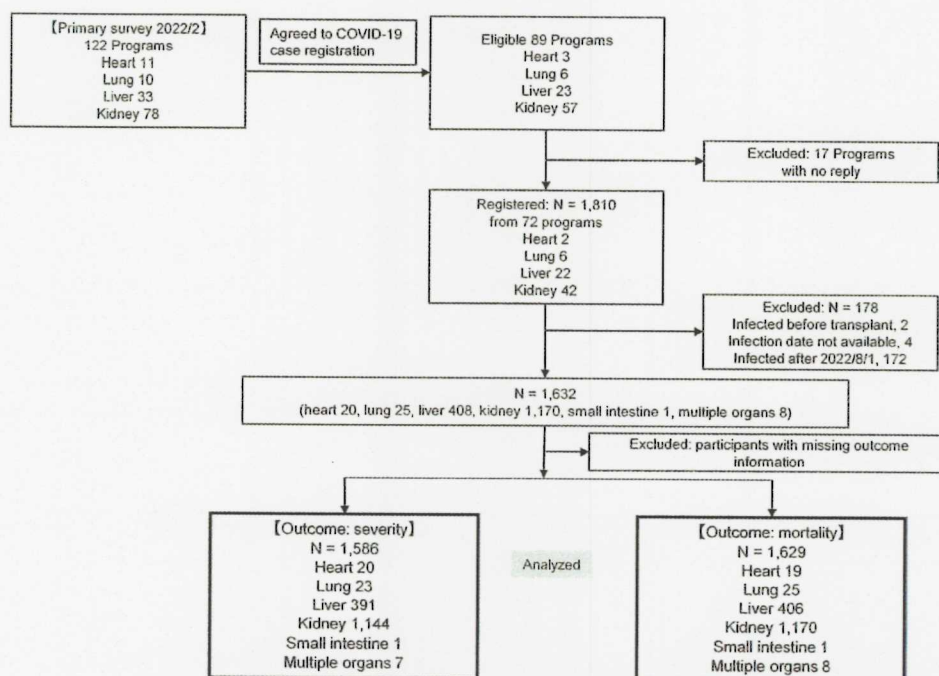 【Primary survey 2022/2】
122 Programs
Heart 11
Lung 10
Liver 33
Kidney 78
Agreed to COVID-19
case registration
Eligible 89 Programs
Heart 3
Lung 6
Liver 23
Kidney 57
Excluded: 17 Programs
with no reply
Registered: N = 1,810
from 72 programs
Heart 2
Lung 6
Liver 22
Kidney 42
Excluded: N = 178
Infected before transplant, 2
Infection date not available, 4
Infected after 2022/8/1, 172
N = 1,632
(heart 20, lung 25, liver 408, kidney 1,170, small intestine 1, multiple organs 8)
Excluded: participants with missing outcome
information
【Outcome: severity】
N = 1,586
Heart 20
Lung 23
Liver 391
Kidney 1,144
Small intestine 1
Multiple organs 7
Analyzed
【Outcome: mortality】
N = 1,629
Heart 19
Lung 25
Liver 406
Kidney 1,170
Small intestine 1
Multiple organs 8